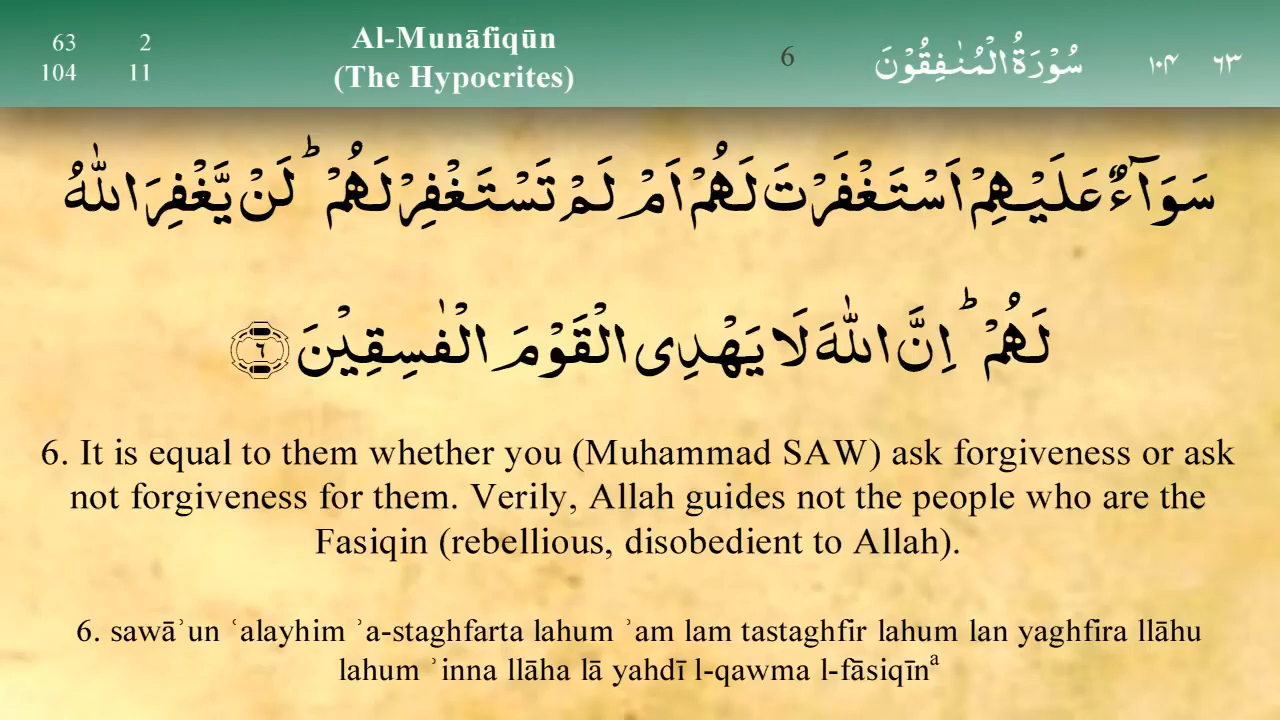 63 2
104 11
Al-Munāfiqūn
(The Hypocrites)
6
سُوْرَةُ الْمُنٰفِقُوْنَ
١٠٤ ٦٣
سَوَآءٌ عَلَيْهِمْ اَسْتَغْفَرْتَ لَهُمْ اَمْ لَمْ تَسْتَغْفِرْ لَهُمْ ؕ لَنْ يَّغْفِرَ اللّٰهُ
لَهُمْ ؕ اِنَّ اللّٰهَ لَا يَهْدِى الْقَوْمَ الْفٰسِقِيْنَ ٦
6. It is equal to them whether you (Muhammad SAW) ask forgiveness or ask
not forgiveness for them. Verily, Allah guides not the people who are the
Fasiqin (rebellious, disobedient to Allah).
6. sawāʾun ʿalayhim ʾa-staghfarta lahum ʾam lam tastaghfir lahum lan yaghfira llāhu
lahum ʾinna llāha lā yahdī l-qawma l-fāsiqīnᵃ